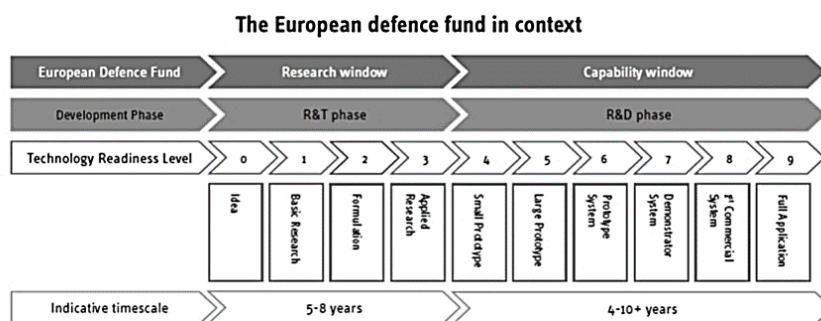 The European defence fund in context
European Defence Fund Research window Capability window
Development Phase R&T phase R&D phase
Technology Readiness Level 0 1 2 3 4 5 6 7 8 9
Idea
Basic Research
Formulation
Applied
Research
Small Prototype
Large Prototype
Prototype
System
Demonstrator
System
1st Commercial
System
Full Application
Indicative timescale 5-8 years 4-10+ years